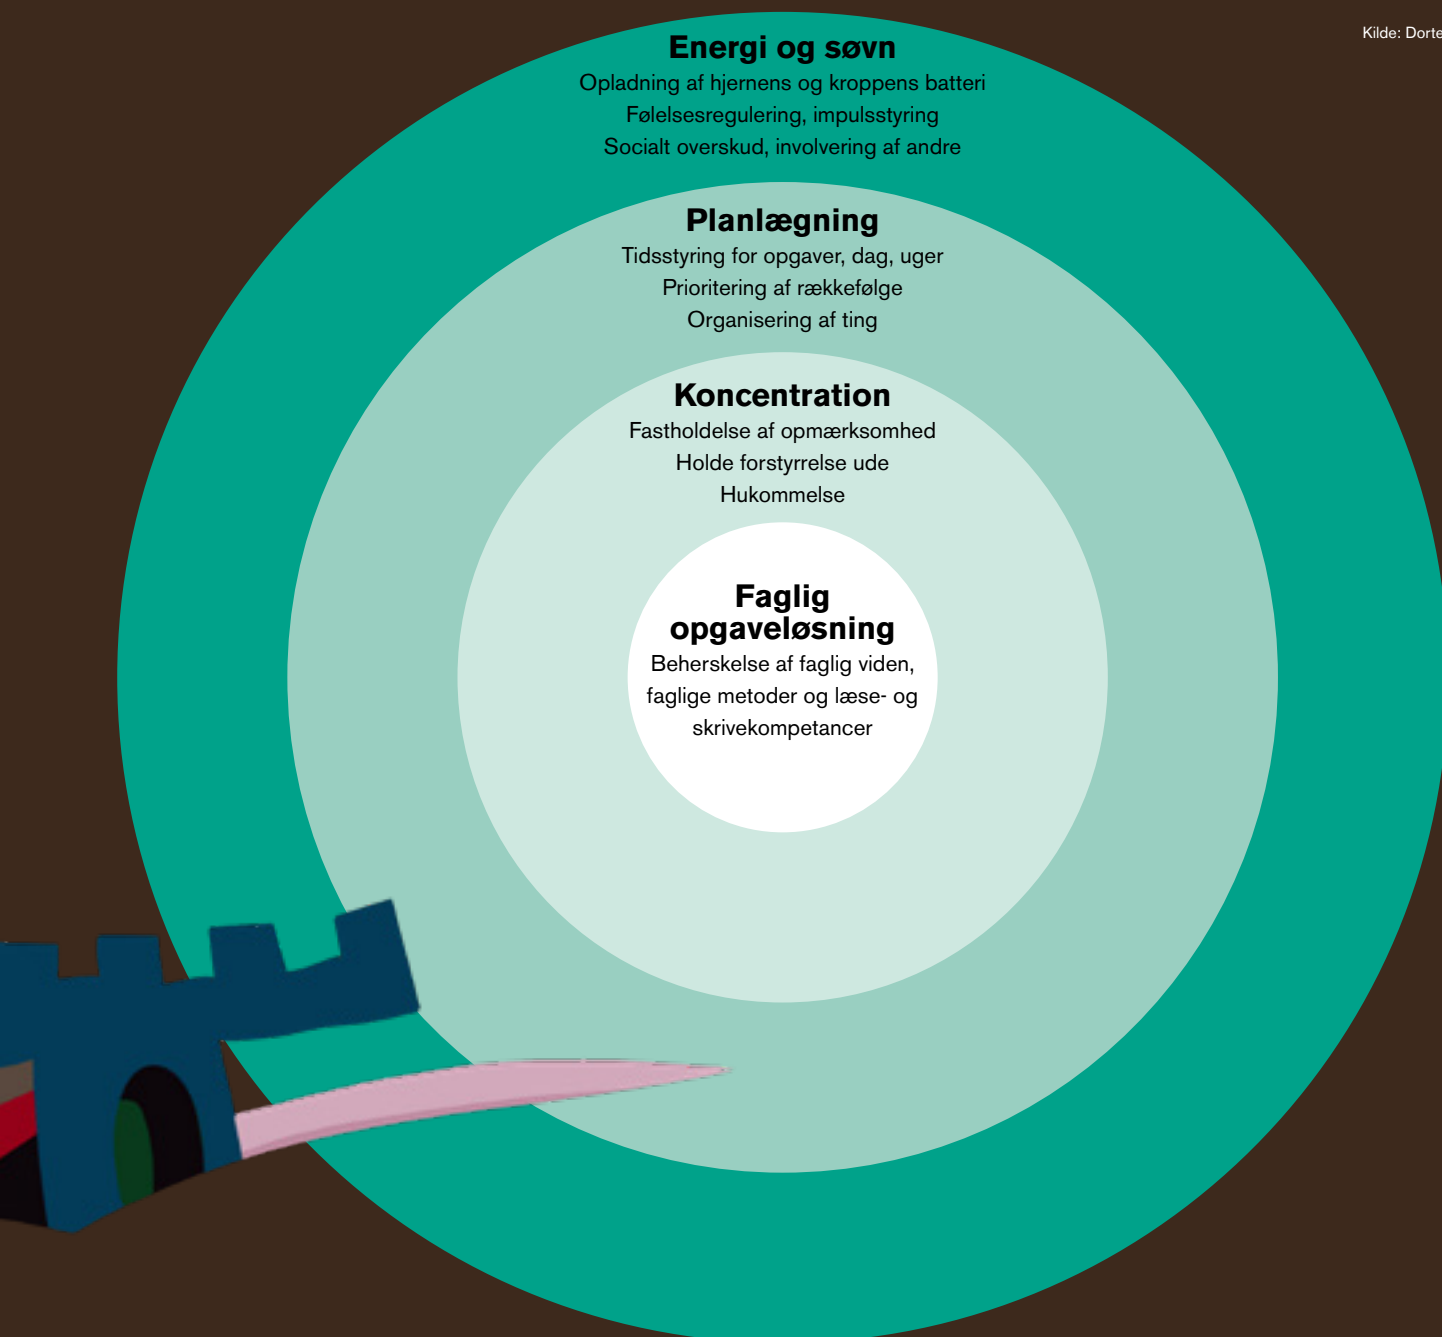 Kilde: Dorte
Energi og søvn
Opladning af hjernens og kroppens batteri
Følelsesregulering, impulsstyring
Socialt overskud, involvering af andre
Planlægning
Tidsstyring for opgaver, dag, uger
Prioritering af rækkefølge
Organisering af ting
Koncentration
Fastholdelse af opmærksomhed
Holde forstyrrelse ude
Hukommelse
Faglig
opgaveløsning
Beherskelse af faglig viden,
faglige metoder og læse- og
skrivekompetancer